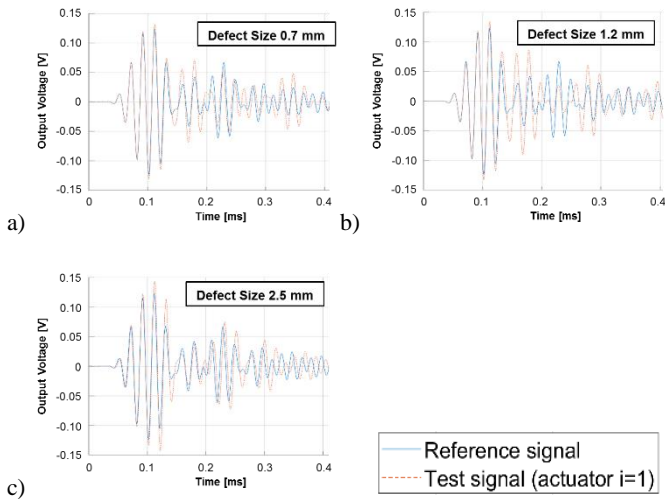 Defect Size 0.7 mm
0.15
0.10
0.05
0
-0.05
-0.10
-0.15
Output Voltage [V]
0
0.1
0.2
0.3
0.4
Time [ms]
a)
Defect Size 1.2 mm
0.15
0.10
0.05
0
-0.05
-0.10
-0.15
Output Voltage [V]
0
0.1
0.2
0.3
0.4
Time [ms]
b)
Defect Size 2.5 mm
0.15
0.10
0.05
0
-0.05
-0.10
-0.15
Output Voltage [V]
0
0.1
0.2
0.3
0.4
Time [ms]
c)
Reference signal
Test signal (actuator i=1)